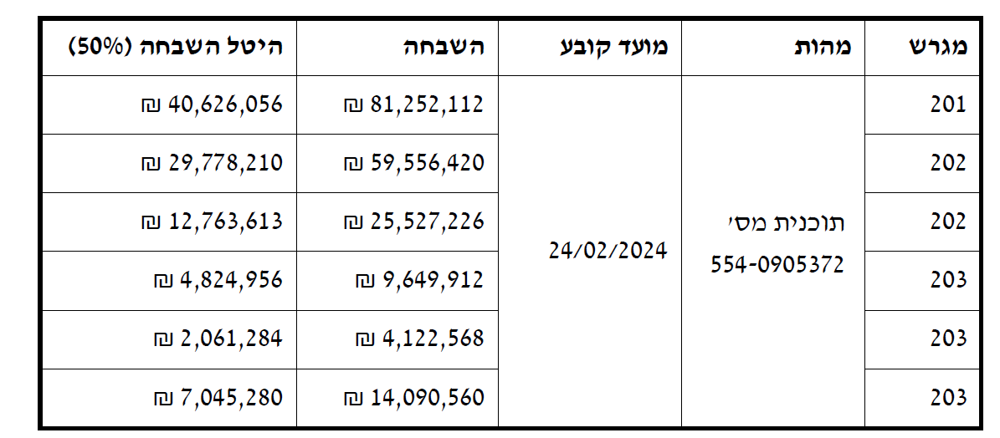 מגרש מהות מועד קובע השבחה היטל השבחה (50%)
201 81,252,112 ₪ 40,626,056 ₪
202 59,556,420 ₪ 29,778,210 ₪
202 תוכנית מס' 25,527,226 ₪ 12,763,613 ₪
554-0905372 24/02/2024
203 9,649,912 ₪ 4,824,956 ₪
203 4,122,568 ₪ 2,061,284 ₪
203 14,090,560 ₪ 7,045,280 ₪